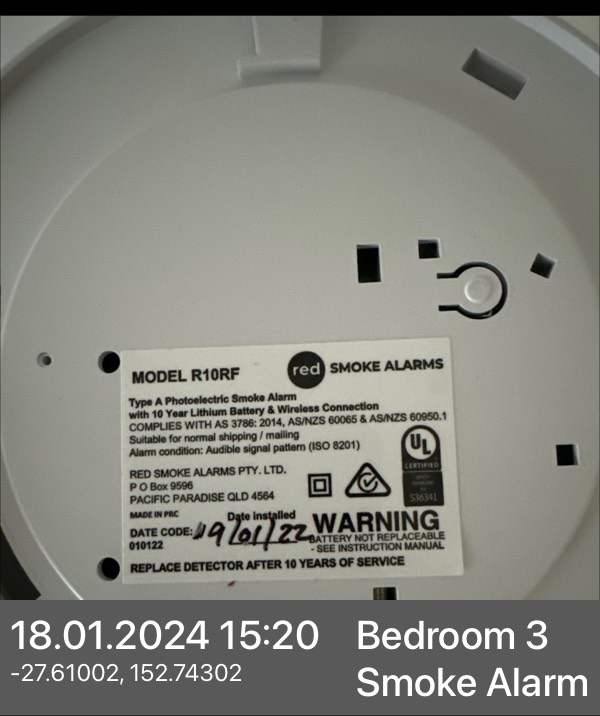 MODEL R10RF
red SMOKE ALARMS
Type A Photoelectric Smoke Alarm
with 10 Year Lithium Battery & Wireless Connection
COMPLIES WITH AS 3786: 2014, AS/NZS 60065 & AS/NZS 60950.1
Suitable for normal shipping / mailing
Alarm condition: Audible signal pattern (ISO 8201)
UL
CERTIFIED
S36341
RED SMOKE ALARMS PTY. LTD.
P O Box 9596
PACIFIC PARADISE QLD 4564
MADE IN PRC
Date installed
DATE CODE:
010122
19/01/22
WARNING
BATTERY NOT REPLACEABLE
- SEE INSTRUCTION MANUAL
REPLACE DETECTOR AFTER 10 YEARS OF SERVICE
18.01.2024 15:20
-27.61002, 152.74302
Bedroom 3
Smoke Alarm